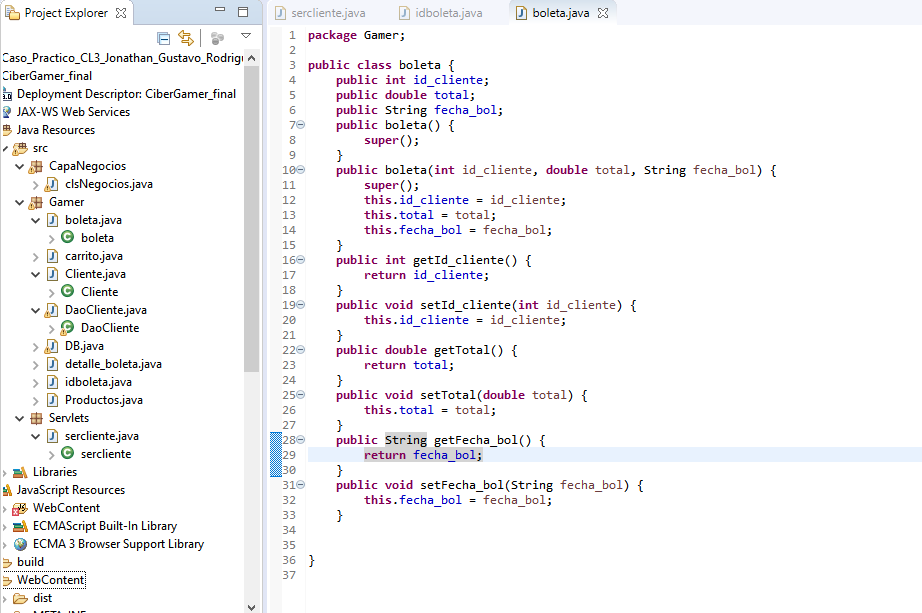 Project Explorer
Caso_Practico_CL3_Jonathan_Gustavo_Rodrigu
CiberGamer_final
Deployment Descriptor: CiberGamer_final
JAX-WS Web Services
Java Resources
src
CapaNegocios
clsNegocios.java
Gamer
boleta.java
boleta
carrito.java
Cliente.java
Cliente
DaoCliente.java
DaoCliente
DB.java
detalle_boleta.java
idboleta.java
Productos.java
Servlets
sercliente.java
sercliente
Libraries
JavaScript Resources
WebContent
ECMAScript Built-In Library
ECMA 3 Browser Support Library
build
WebContent
dist
META-INF
sercliente.java idboleta.java boleta.java
1 package Gamer;
2
3 public class boleta {
4 public int id_cliente;
5 public double total;
6 public String fecha_bol;
7 public boleta() {
8 super();
9 }
10 public boleta(int id_cliente, double total, String fecha_bol) {
11 super();
12 this.id_cliente = id_cliente;
13 this.total = total;
14 this.fecha_bol = fecha_bol;
15 }
16 public int getId_cliente() {
17 return id_cliente;
18 }
19 public void setId_cliente(int id_cliente) {
20 this.id_cliente = id_cliente;
21 }
22 public double getTotal() {
23 return total;
24 }
25 public void setTotal(double total) {
26 this.total = total;
27 }
28 public String getFecha_bol() {
29 return fecha_bol;
30 }
31 public void setFecha_bol(String fecha_bol) {
32 this.fecha_bol = fecha_bol;
33 }
34
35
36 }
37